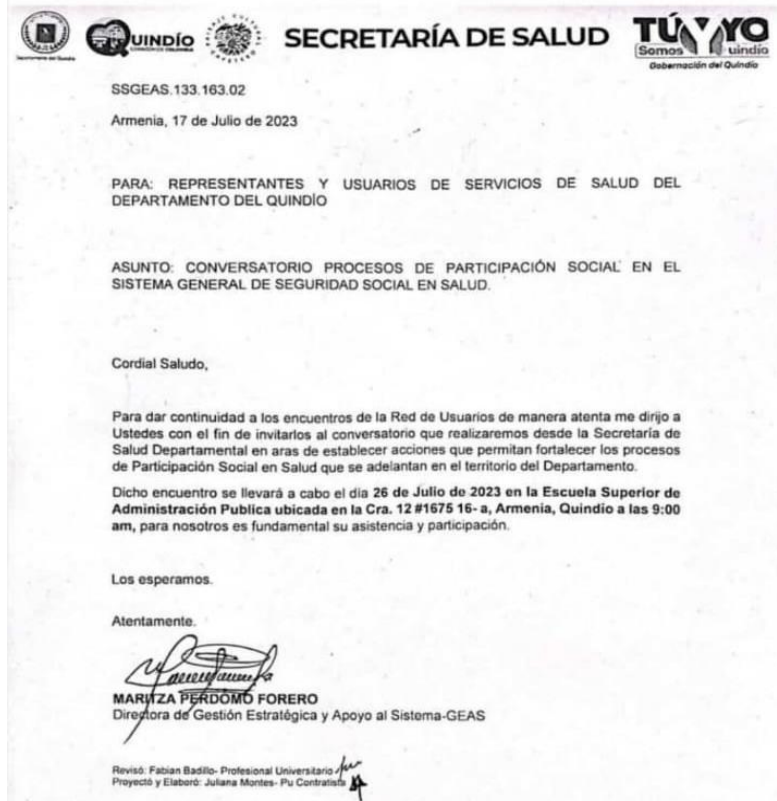 QUINDÍO
SECRETARÍA DE SALUD
TÚ Y YO
Somos Quindio
Gobernación del Quindío
SSGEAS.133.163.02
Armenia, 17 de Julio de 2023
PARA: REPRESENTANTES Y USUARIOS DE SERVICIOS DE SALUD DEL
DEPARTAMENTO DEL QUINDÍO
ASUNTO: CONVERSATORIO PROCESOS DE PARTICIPACIÓN SOCIAL EN EL
SISTEMA GENERAL DE SEGURIDAD SOCIAL EN SALUD.
Cordial Saludo,
Para dar continuidad a los encuentros de la Red de Usuarios de manera atenta me dirijo a
Ustedes con el fin de invitarlos al conversatorio que realizaremos desde la Secretaría de
Salud Departamental en aras de establecer acciones que permitan fortalecer los procesos
de Participación Social en Salud que se adelantan en el territorio del Departamento.
Dicho encuentro se llevará a cabo el día 26 de Julio de 2023 en la Escuela Superior de
Administración Publica ubicada en la Cra. 12 #1675 16- a, Armenia, Quindio a las 9:00
am, para nosotros es fundamental su asistencia y participación.
Los esperamos.
Atentamente.
MARITZA PERDOMO FORERO
Directora de Gestión Estratégica y Apoyo al Sistema-GEAS
Revisó: Fabian Badillo- Profesional Universitario
Proyectó y Elaboró: Juliana Montes- Pu Contratista